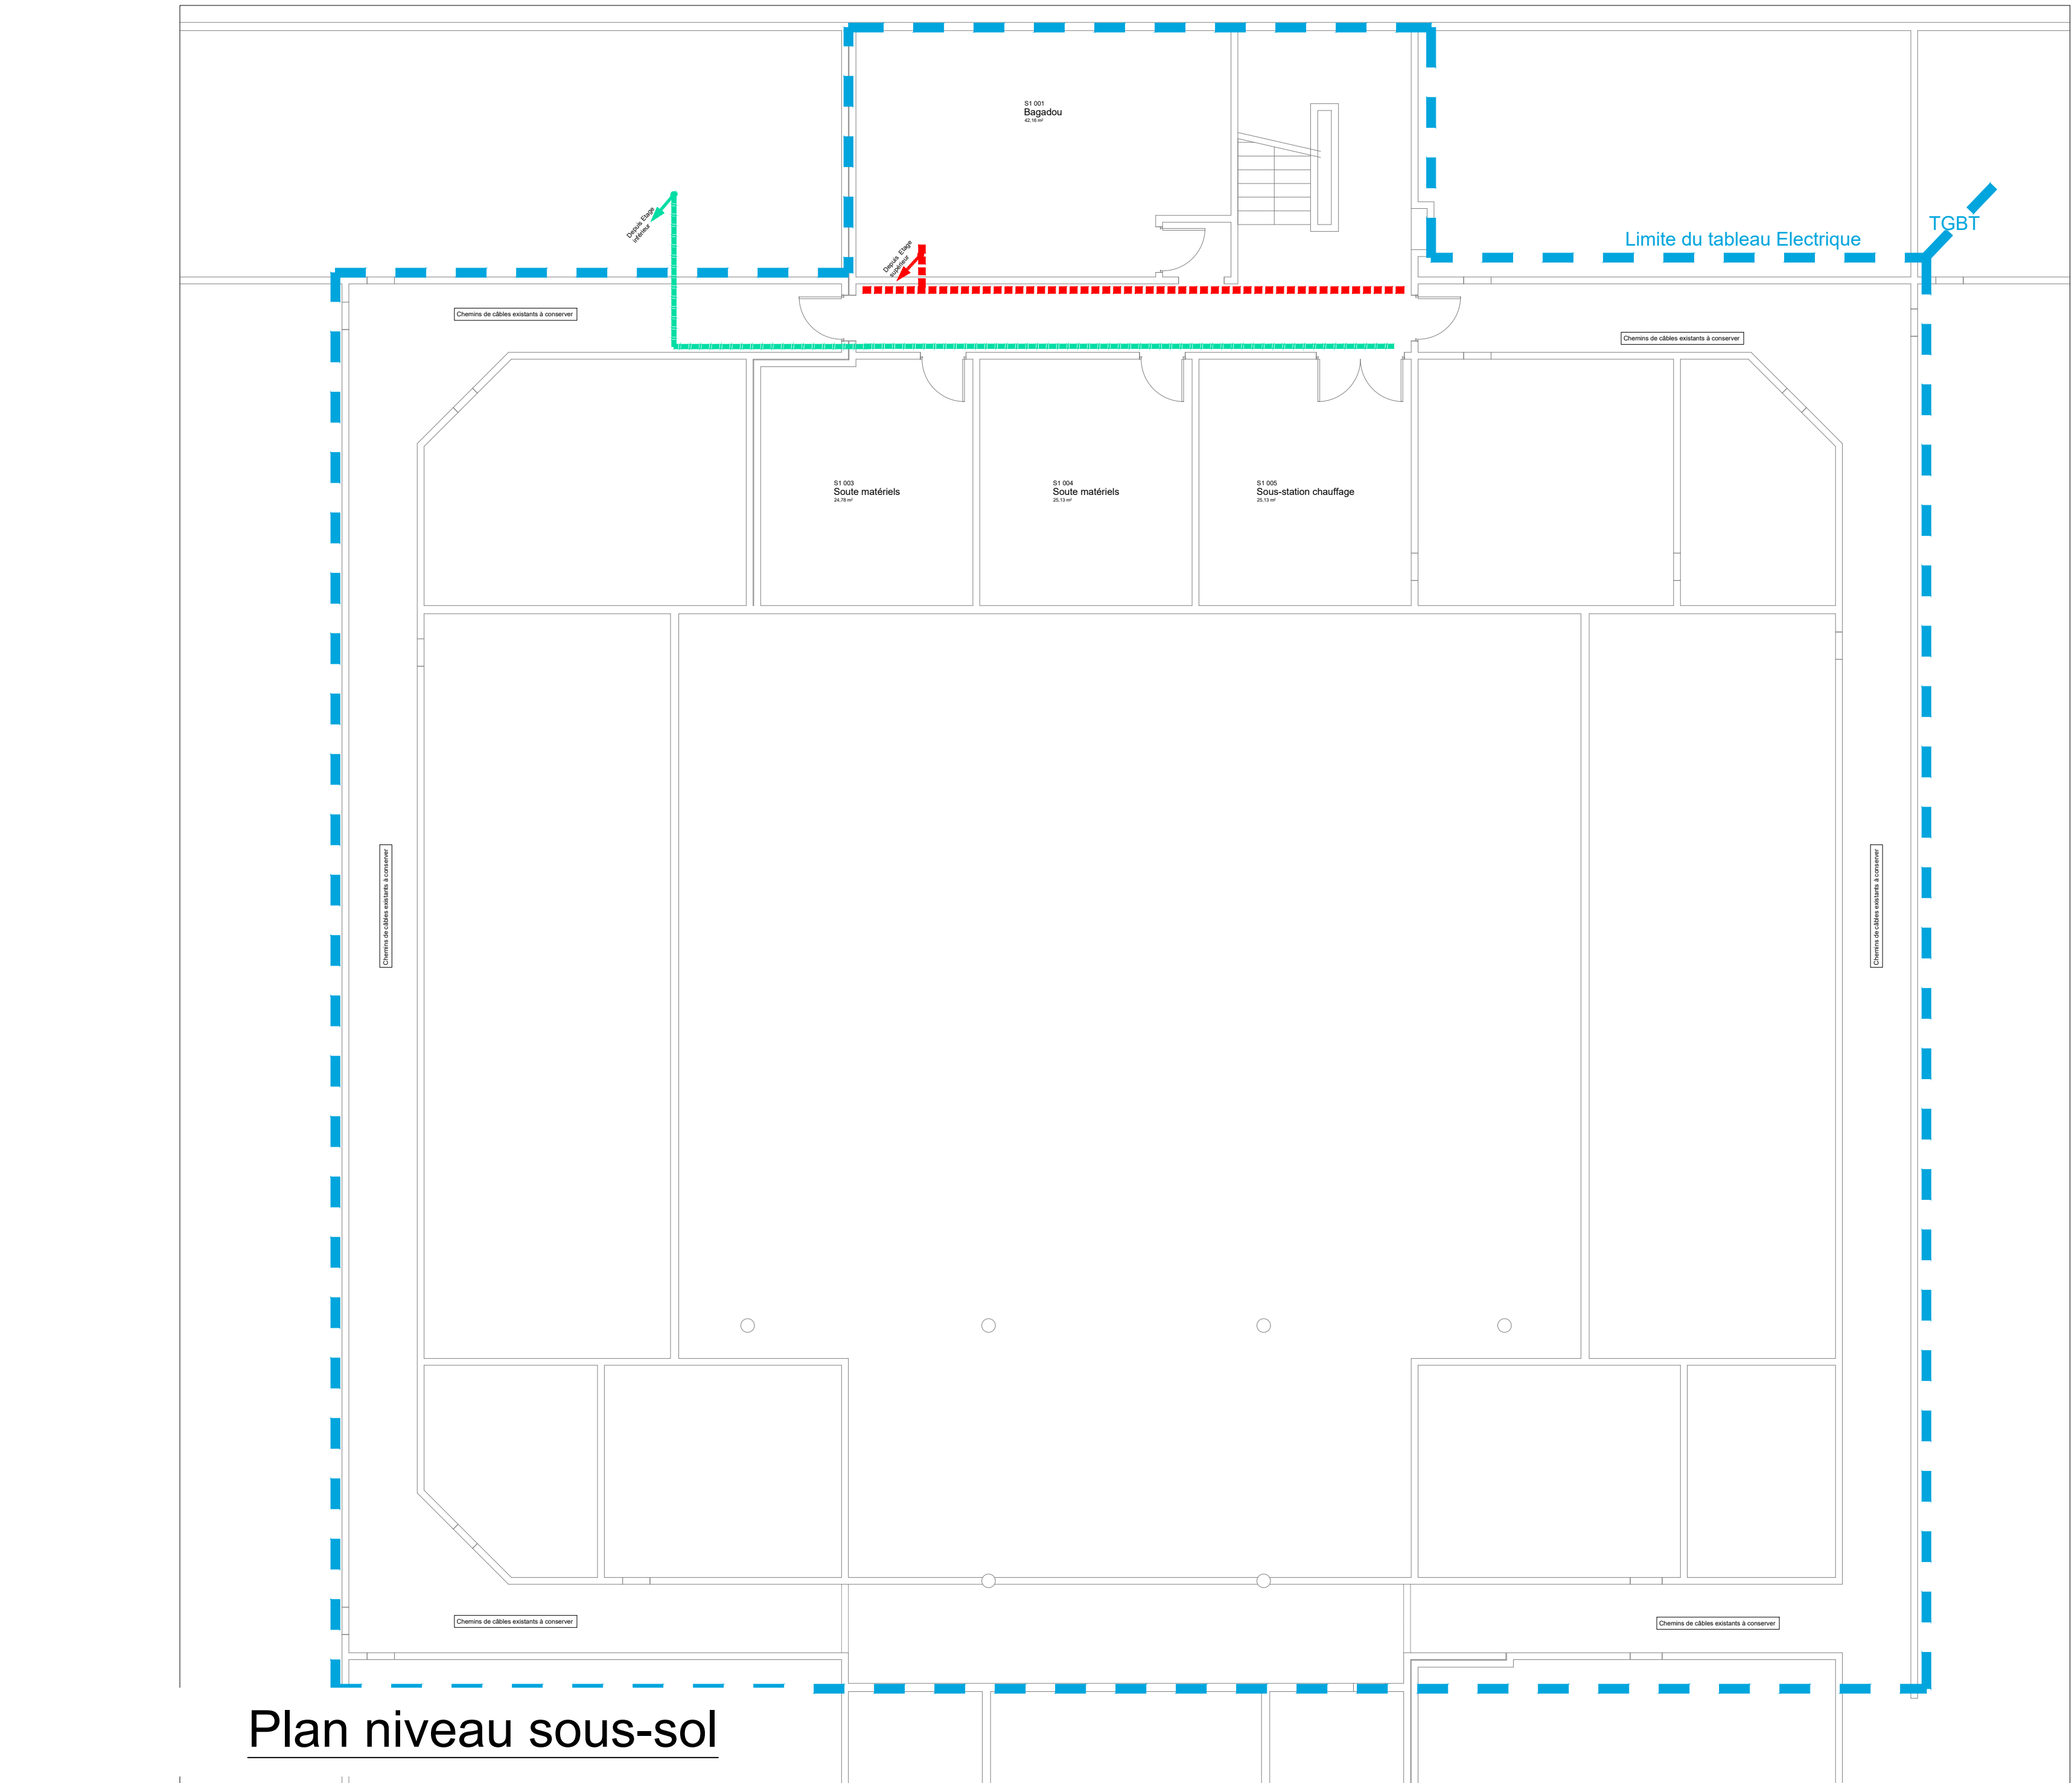 S1 001
Bagadou
42,16 m²
Depuis Etage
inférieur
Depuis Etage
supérieur
TGBT
Limite du tableau Electrique
Chemins de câbles existants à conserver
Chemins de câbles existants à conserver
S1 003
Soute matériels
24,78 m²
S1 004
Soute matériels
25,13 m²
S1 005
Sous-station chauffage
25,13 m²
Chemins de câbles existants à conserver
Chemins de câbles existants à conserver
Chemins de câbles existants à conserver
Chemins de câbles existants à conserver
Plan niveau sous-sol